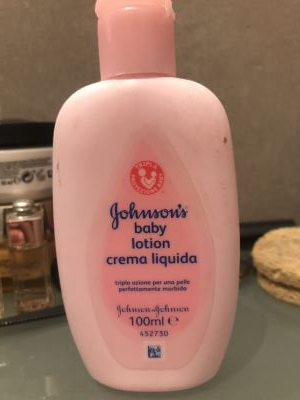 Johnson's
baby
lotion
crema liquida
tripla azione per una pelle
perfettamente morbida
Johnson & Johnson
100ml ℮
452730